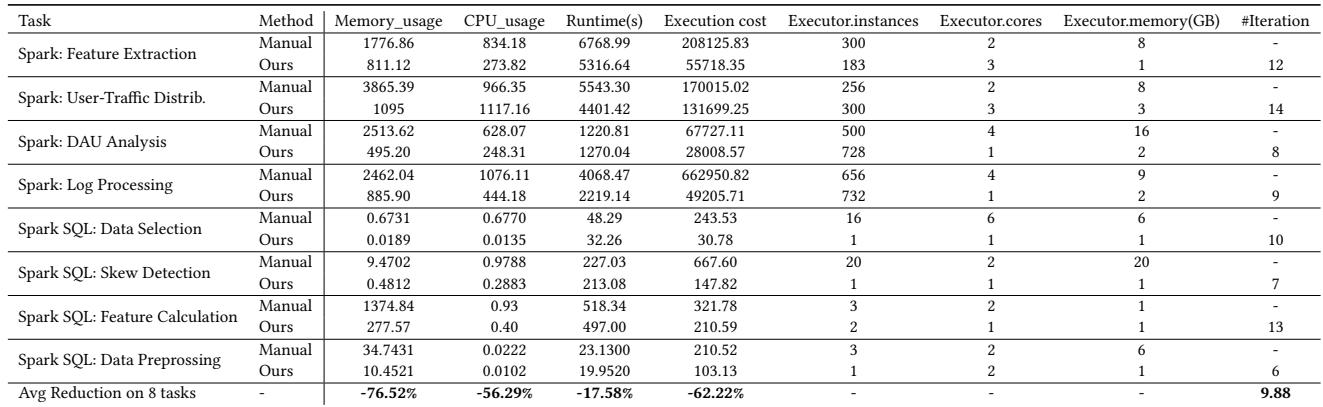 Task Method Memory_usage CPU_usage Runtime(s) Execution cost Executor.instances Executor.cores Executor.memory(GB) #Iteration
Spark: Feature Extraction Manual 1776.86 834.18 6768.99 208125.83 300 2 8 -
Ours 811.12 273.82 5316.64 55718.35 183 3 1 12
Spark: User-Traffic Distrib. Manual 3865.39 966.35 5543.30 170015.02 256 2 8 -
Ours 1095 1117.16 4401.42 131699.25 300 3 3 14
Spark: DAU Analysis Manual 2513.62 628.07 1220.81 67727.11 500 4 16 -
Ours 495.20 248.31 1270.04 28008.57 728 1 2 8
Spark: Log Processing Manual 2462.04 1076.11 4068.47 662950.82 656 4 9 -
Ours 885.90 444.18 2219.14 49205.71 732 1 2 9
Spark SQL: Data Selection Manual 0.6731 0.6770 48.29 243.53 16 6 6 -
Ours 0.0189 0.0135 32.26 30.78 1 1 1 10
Spark SQL: Skew Detection Manual 9.4702 0.9788 227.03 667.60 20 2 20 -
Ours 0.4812 0.2883 213.08 147.82 1 1 1 7
Spark SQL: Feature Calculation Manual 1374.84 0.93 518.34 321.78 3 2 1 -
Ours 277.57 0.40 497.00 210.59 2 1 1 13
Spark SQL: Data Preprossing Manual 34.7431 0.0222 23.1300 210.52 3 2 6 -
Ours 10.4521 0.0102 19.9520 103.13 1 2 1 6
Avg Reduction on 8 tasks - -76.52% -56.29% -17.58% -62.22% - - - 9.88